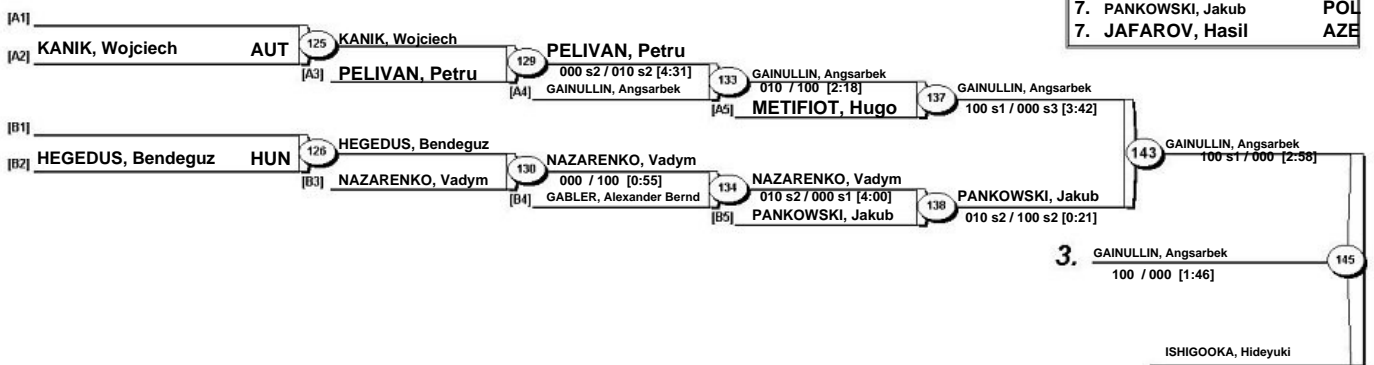 7. PANKOWSKI, Jakub POL
7. JAFAROV, Hasil AZE
[A1]
[A2] KANIK, Wojciech AUT
125
KANIK, Wojciech
[A3] PELIVAN, Petru
129
PELIVAN, Petru
000 s2 / 010 s2 [4:31]
[A4] GAINULLIN, Angsarbek
133
GAINULLIN, Angsarbek
010 / 100 [2:18]
[A5] METIFIOT, Hugo
137
GAINULLIN, Angsarbek
100 s1 / 000 s3 [3:42]
[B1]
[B2] HEGEDUS, Bendeguz HUN
126
HEGEDUS, Bendeguz
[B3] NAZARENKO, Vadym
130
NAZARENKO, Vadym
000 / 100 [0:55]
[B4] GABLER, Alexander Bernd
134
NAZARENKO, Vadym
010 s2 / 000 s1 [4:00]
[B5] PANKOWSKI, Jakub
138
PANKOWSKI, Jakub
010 s2 / 100 s2 [0:21]
143
GAINULLIN, Angsarbek
100 s1 / 000 [2:58]
3. GAINULLIN, Angsarbek
100 / 000 [1:46]
145
ISHIGOOKA, Hideyuki